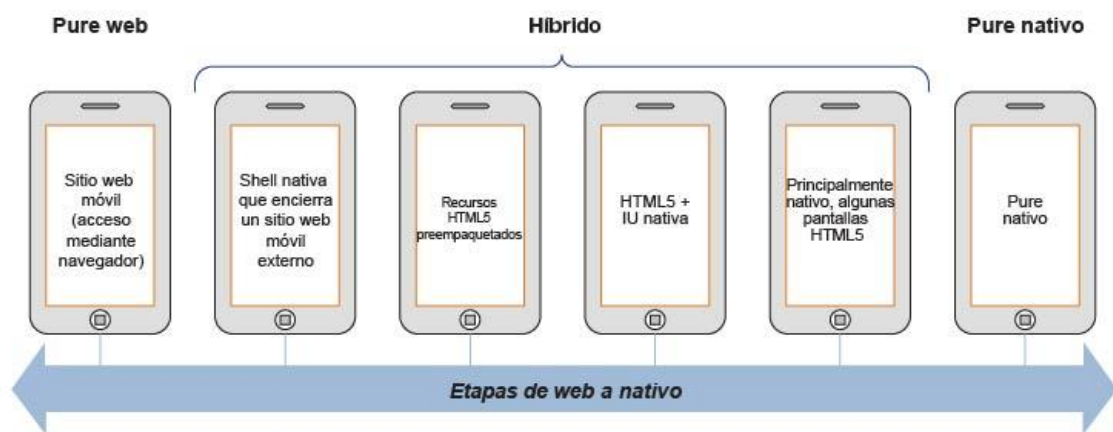 Pure web
Híbrido
Pure nativo
Sitio web
móvil
(acceso
mediante
navegador)
Shell nativa
que encierra
un sitio web
móvil
externo
Recursos
HTML5
preempaquetados
HTML5 +
IU nativa
Principalmente
nativo, algunas
pantallas
HTML5
Pure
nativo
Etapas de web a nativo